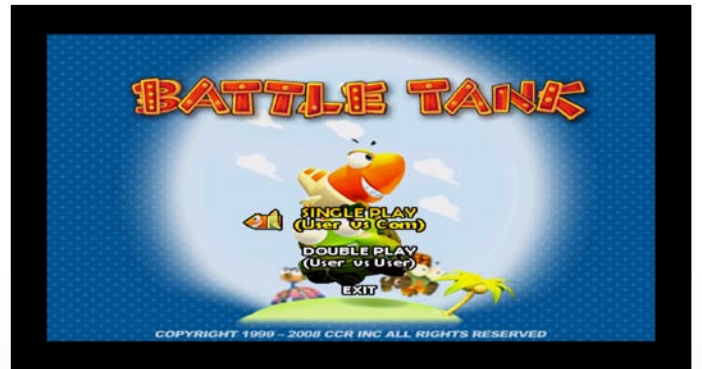 BATTLE TANK
SINGLE PLAY
(User vs Com)
DOUBLE PLAY
(User vs User)
EXIT
COPYRIGHT 1999 - 2008 CCR INC ALL RIGHTS RESERVED